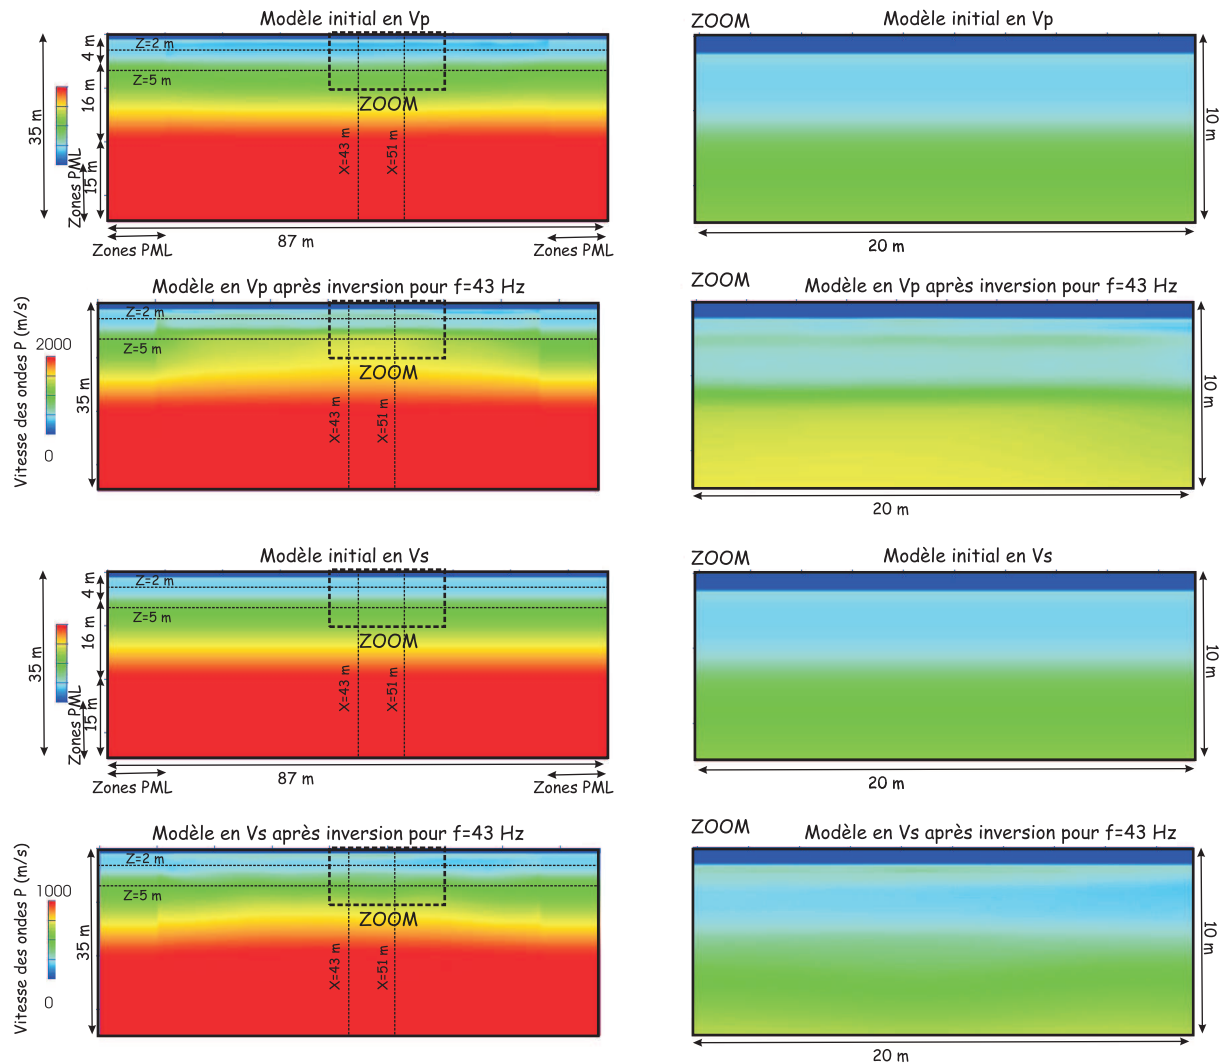 Modèle initial en Vp
Z=2 m
Z=5 m
ZOOM
X=43 m
X=51 m
35 m
4 m
16 m
15 m
Zones PML
87 m
Zones PML
Zones PML
ZOOM
Modèle initial en Vp
10 m
20 m
Modèle en Vp après inversion pour f=43 Hz
Vitesse des ondes P (m/s)
2000
0
35 m
Z=2 m
Z=5 m
ZOOM
X=43 m
X=51 m
ZOOM
Modèle en Vp après inversion pour f=43 Hz
10 m
20 m
Modèle initial en Vs
Z=2 m
Z=5 m
ZOOM
X=43 m
X=51 m
35 m
4 m
16 m
15 m
Zones PML
87 m
Zones PML
Zones PML
ZOOM
Modèle initial en Vs
10 m
20 m
Modèle en Vs après inversion pour f=43 Hz
Vitesse des ondes P (m/s)
1000
0
35 m
Z=2 m
Z=5 m
ZOOM
X=43 m
X=51 m
ZOOM
Modèle en Vs après inversion pour f=43 Hz
10 m
20 m